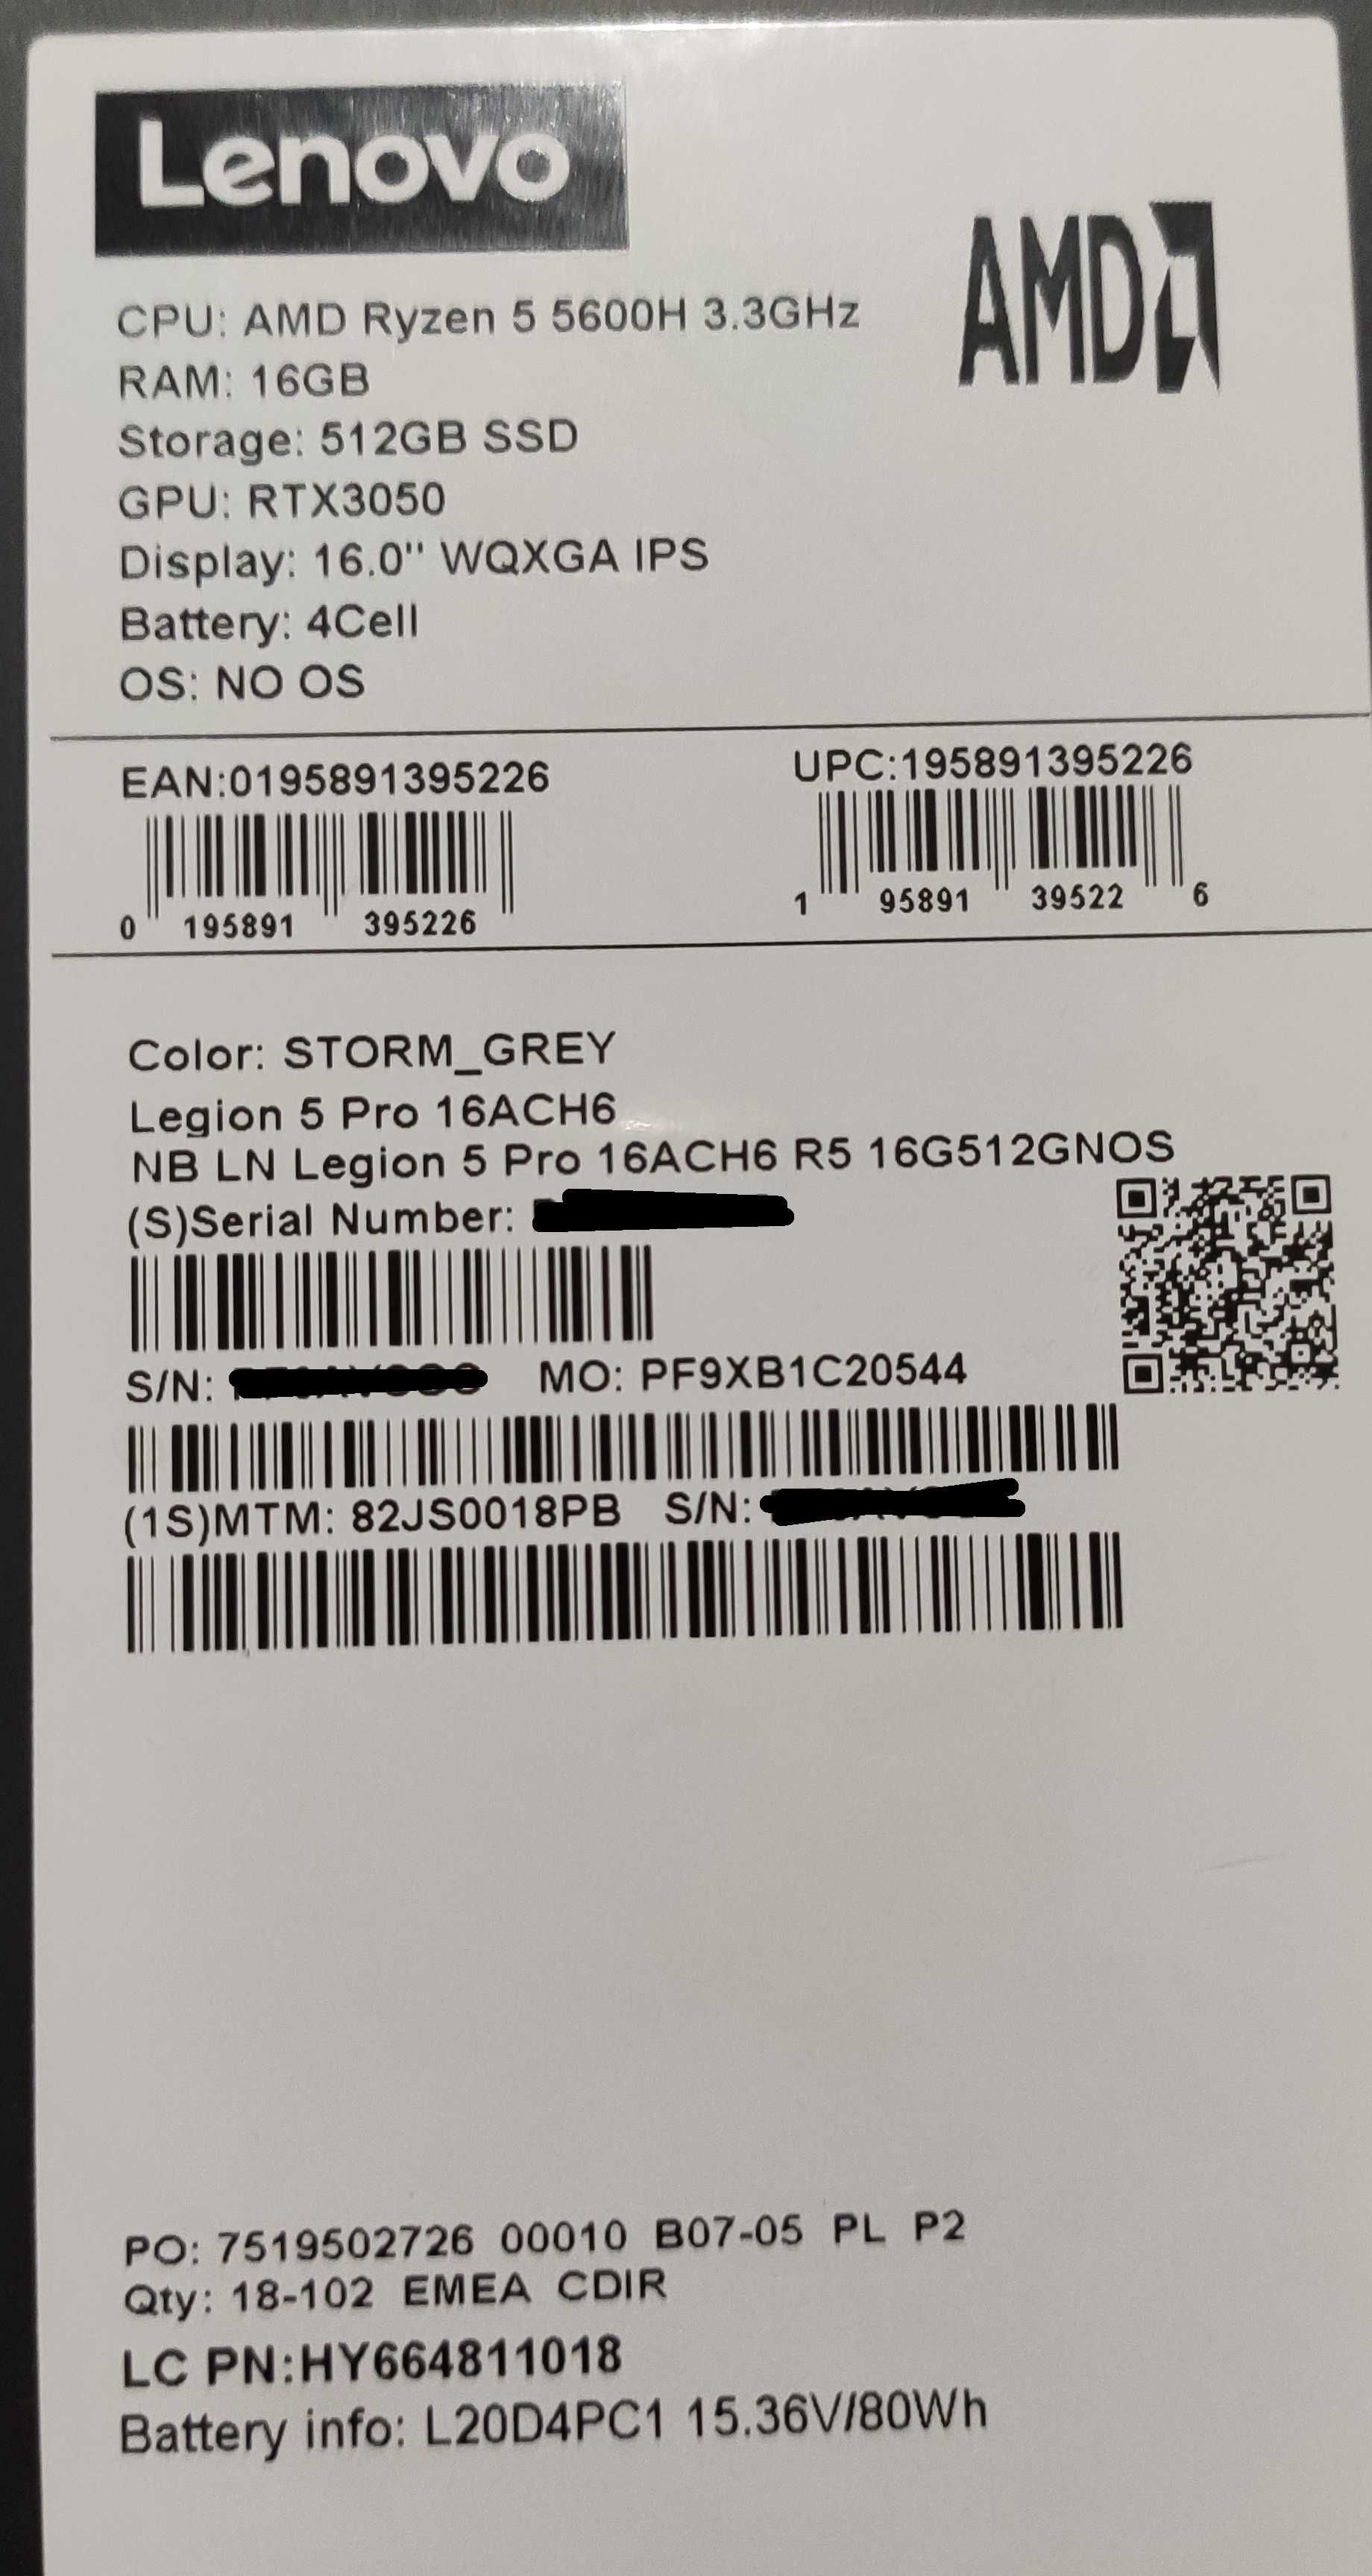 Lenovo
AMD
CPU: AMD Ryzen 5 5600H 3.3GHz
RAM: 16GB
Storage: 512GB SSD
GPU: RTX3050
Display: 16.0" WQXGA IPS
Battery: 4Cell
OS: NO OS
EAN:0195891395226 UPC:195891395226
0 195891 395226 1 95891 39522 6
Color: STORM_GREY
Legion 5 Pro 16ACH6
NB LN Legion 5 Pro 16ACH6 R5 16G512GNOS
(S)Serial Number:
S/N: MO: PF9XB1C20544
(1S)MTM: 82JS0018PB S/N:
PO: 7519502726 00010 B07-05 PL P2
Qty: 18-102 EMEA CDIR
LC PN:HY664811018
Battery info: L20D4PC1 15.36V/80Wh